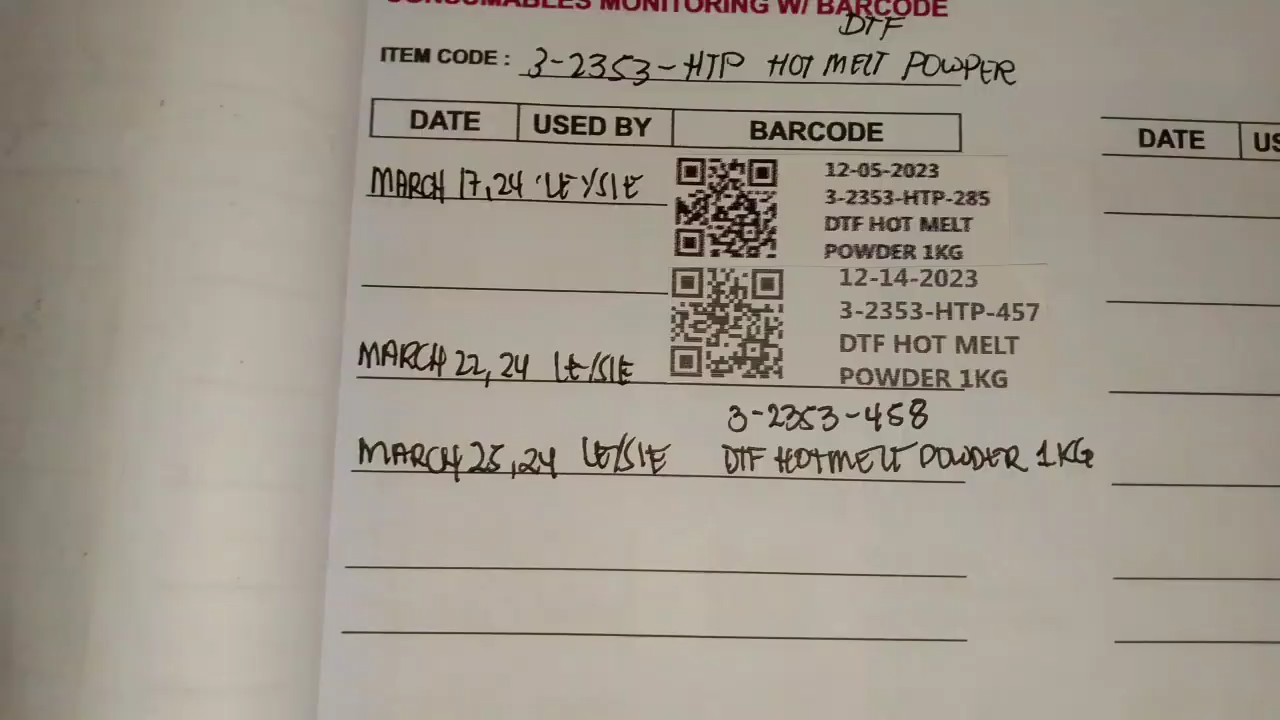 CONSUMABLES MONITORING W/ BARCODE
DTF
ITEM CODE : 3-2353-HTP HOT MELT POWPER
DATE USED BY BARCODE
MARCH 17,24 LEYSIE
12-05-2023
3-2353-HTP-285
DTF HOT MELT
POWDER 1KG
12-14-2023
3-2353-HTP-457
DTF HOT MELT
POWDER 1KG
MARCH 22,24 LEYSIE
3-2353-458
MARCH 25,24 LEYSIE DTF HOTMELT POWDER 1KG
DATE US